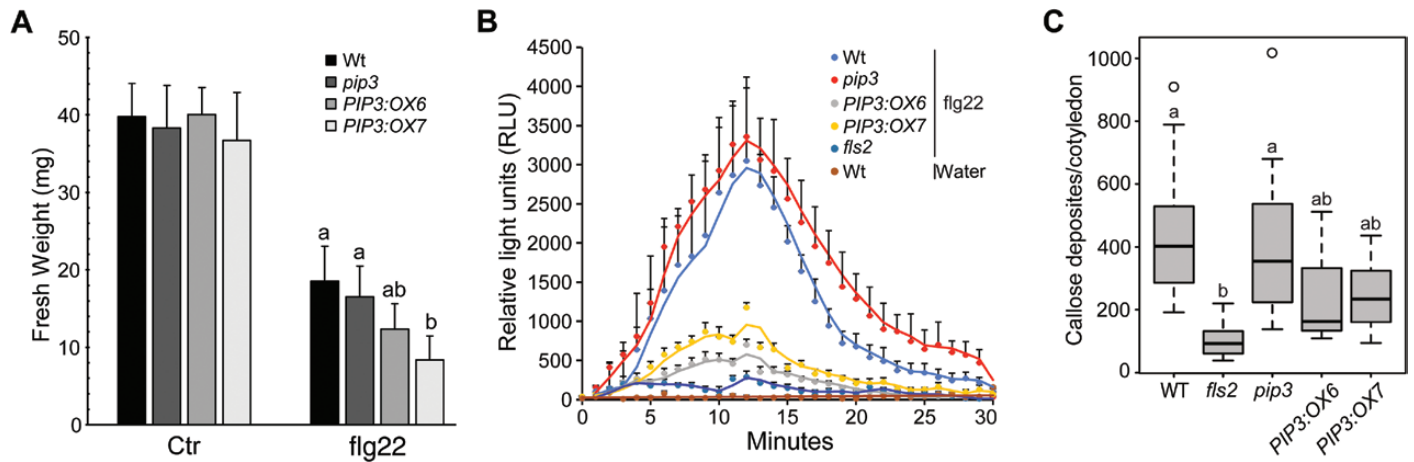 A
Fresh Weight (mg)
50
40
30
20
10
0
Wt
pip3
PIP3:OX6
PIP3:OX7
a
a
ab
b
Ctr
flg22
B
Relative light units (RLU)
4500
4000
3500
3000
2500
2000
1500
1000
500
0
Wt
pip3
PIP3:OX6
PIP3:OX7
fls2
flg22
Wt
Water
0 5 10 15 20 25 30
Minutes
C
Callose deposites/cotyledon
1000
800
600
400
200
0
a
b
a
ab
ab
WT
fls2
pip3
PIP3:OX6
PIP3:OX7